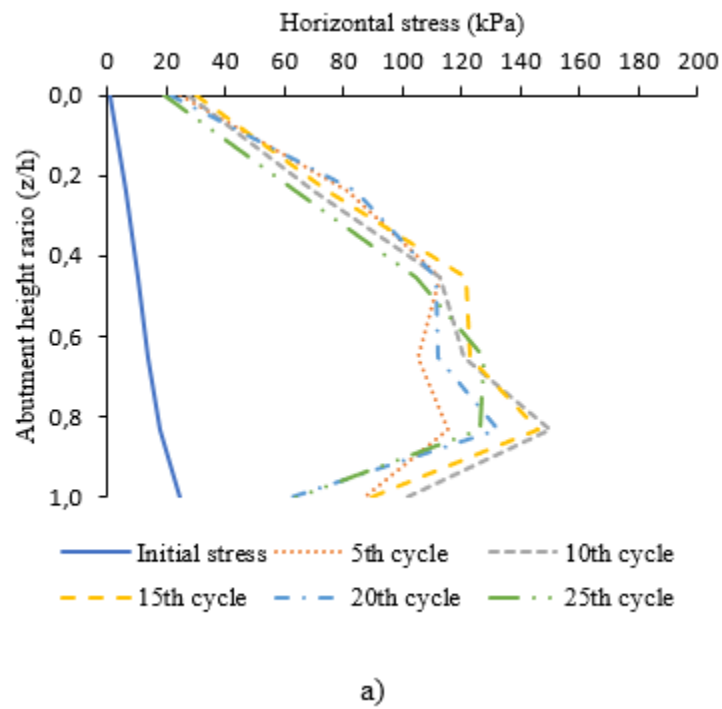 Horizontal stress (kPa)
0 20 40 60 80 100 120 140 160 180 200
0,0
0,2
0,4
0,6
0,8
1,0
Abutment height rario (z/h)
Initial stress 5th cycle 10th cycle
15th cycle 20th cycle 25th cycle
a)